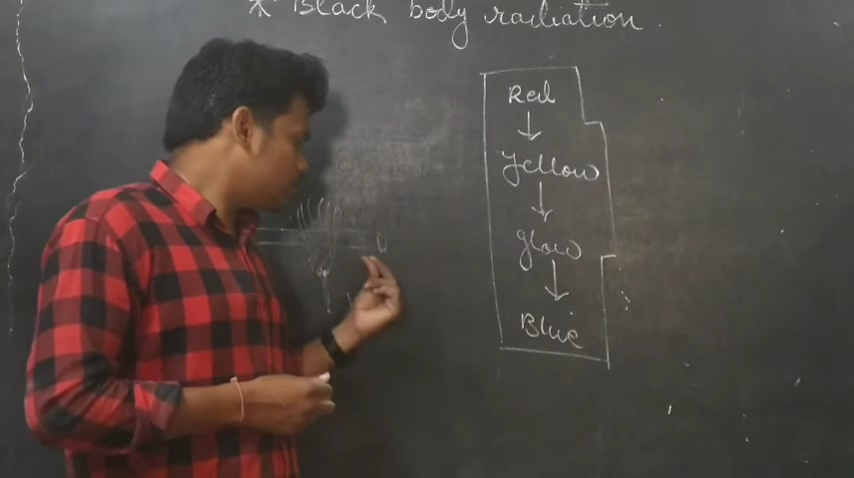 * Black body radiation.
Red
↓
Yellow
↓
glow
↓
Blue